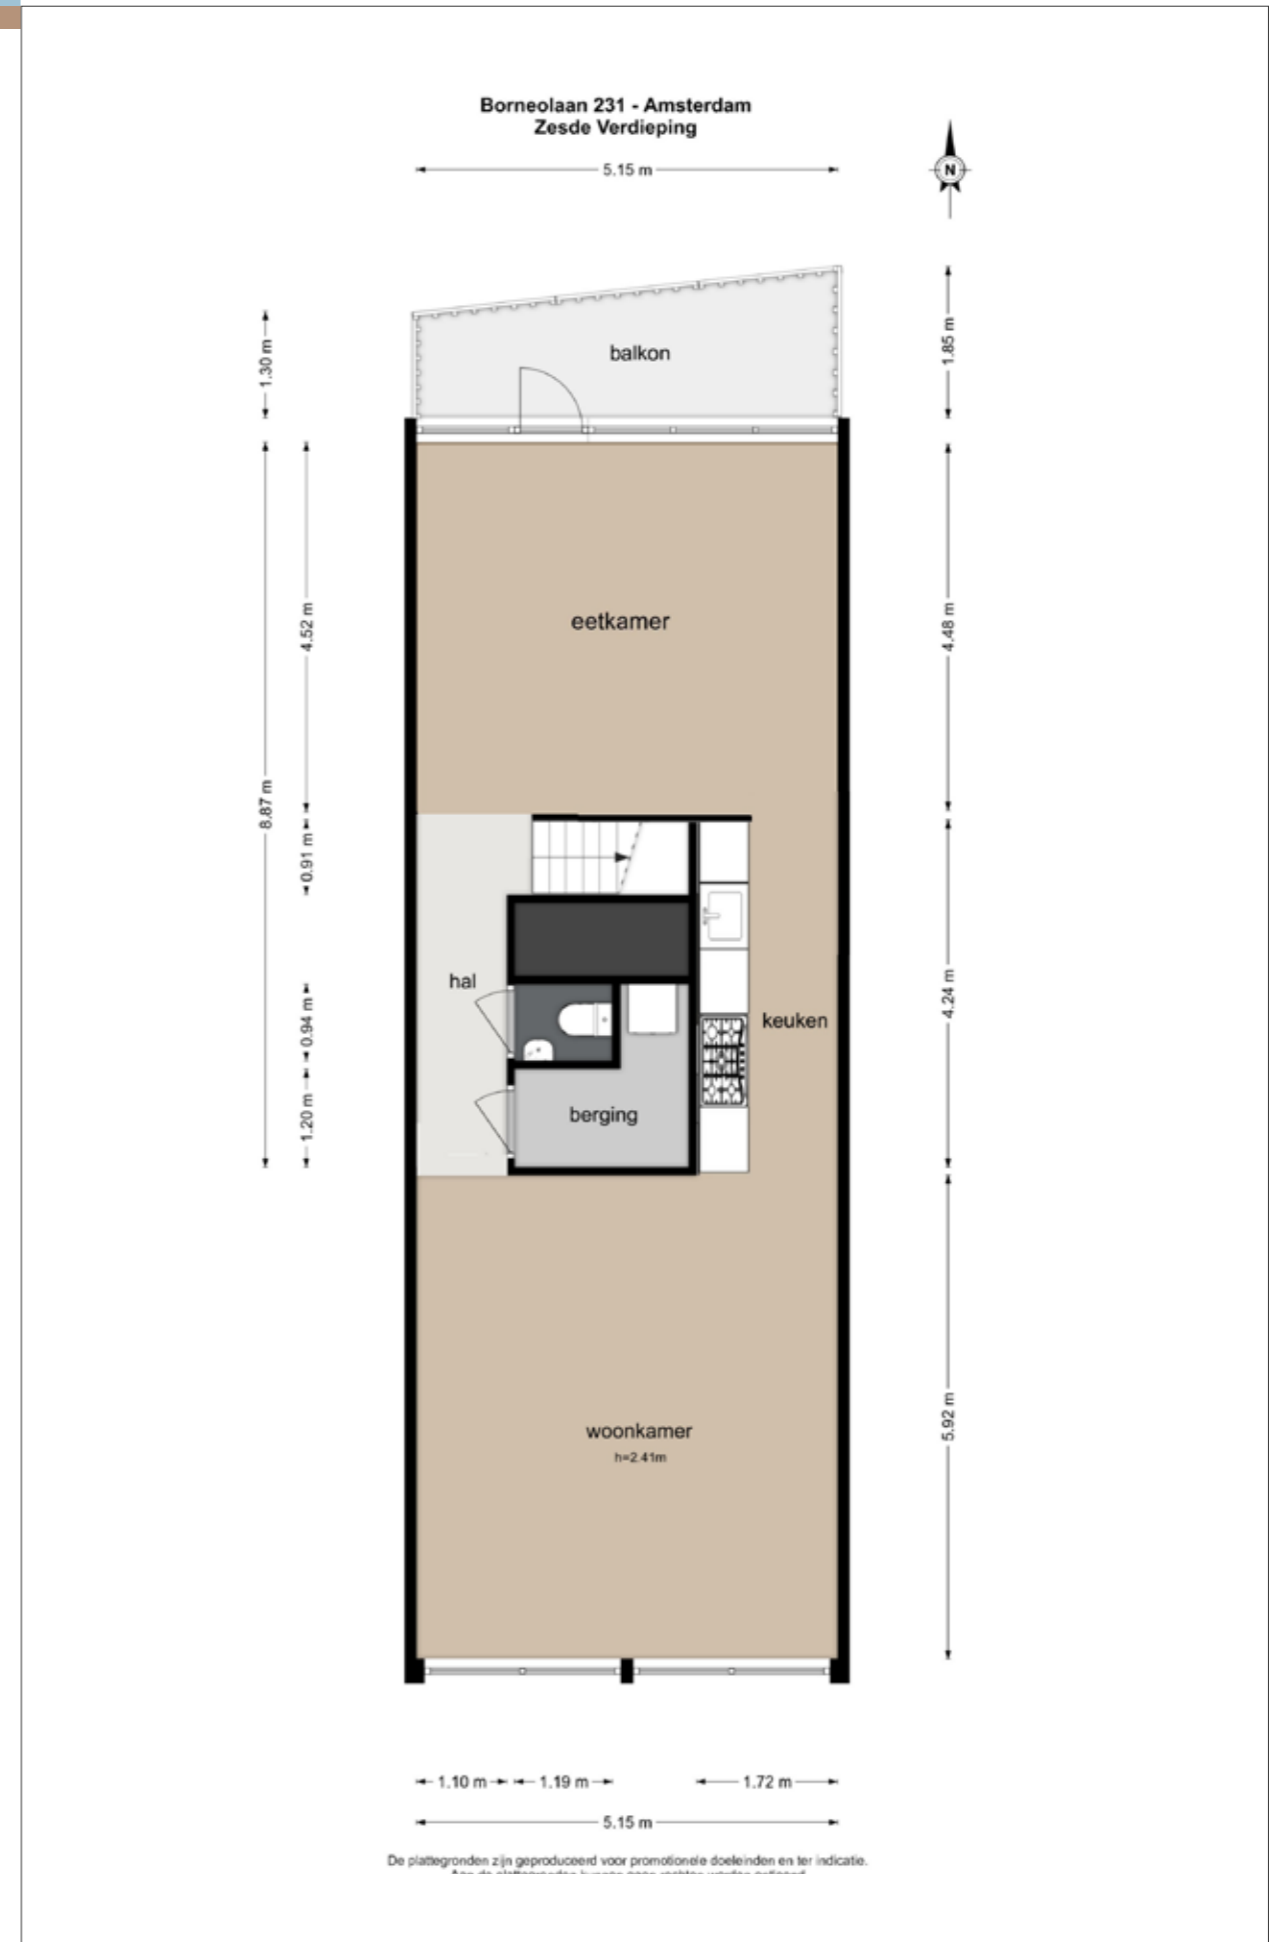 Borneolaan 231 - Amsterdam
Zesde Verdieping
5.15 m
N
1.30 m
balkon
1.85 m
8.87 m
4.52 m
eetkamer
4.48 m
0.91 m
hal
0.94 m
keuken
4.24 m
1.20 m
berging
woonkamer
h=2.41m
5.92 m
1.10 m
1.19 m
1.72 m
5.15 m
De plattegronden zijn geproduceerd voor promotionele doeleinden en ter indicatie.